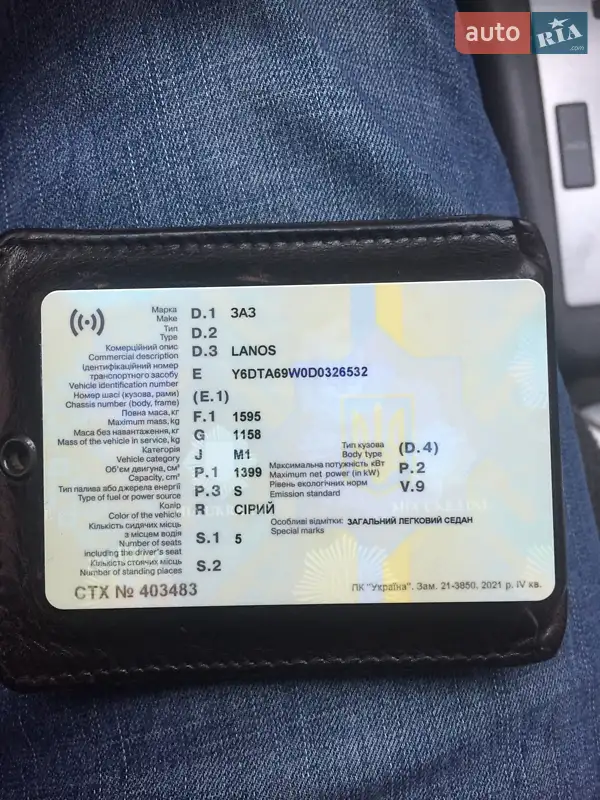 auto RIA .com
Марка D.1 ЗАЗ
Make
Тип D.2
Type
Комерційний опис D.3 LANOS
Commercial description
Ідентифікаційний номер
транспортного засобу E Y6DTA69W0D0326532
Vehicle identification number
Номер шасі (кузова, рами) (E.1)
Chassis number (body, frame)
Повна маса, кг F.1 1595
Maximum mass, kg
Маса без навантаження, кг G 1158
Mass of the vehicle in service, kg
Категорія J M1
Vehicle category
Тип кузова (D.4)
Body type
Об'єм двигуна, см³ P.1 1399
Capacity, cm³
Максимальна потужність кВт P.2
Maximum net power (in kW)
Тип палива або джерела енергії P.3 S
Type of fuel or power source
Рівень екологічних норм V.9
Emission standard
Колір R СІРИЙ
Color of the vehicle
Особливі відмітки: ЗАГАЛЬНИЙ ЛЕГКОВИЙ СЕДАН
Special marks
Кількість сидячих місць
з місцем водія S.1 5
Number of seats
including the driver's seat
Кількість стоячих місць S.2
Number of standing places
СТХ № 403483
ПК "Україна". Зам. 21-3850, 2021 р. IV кв.